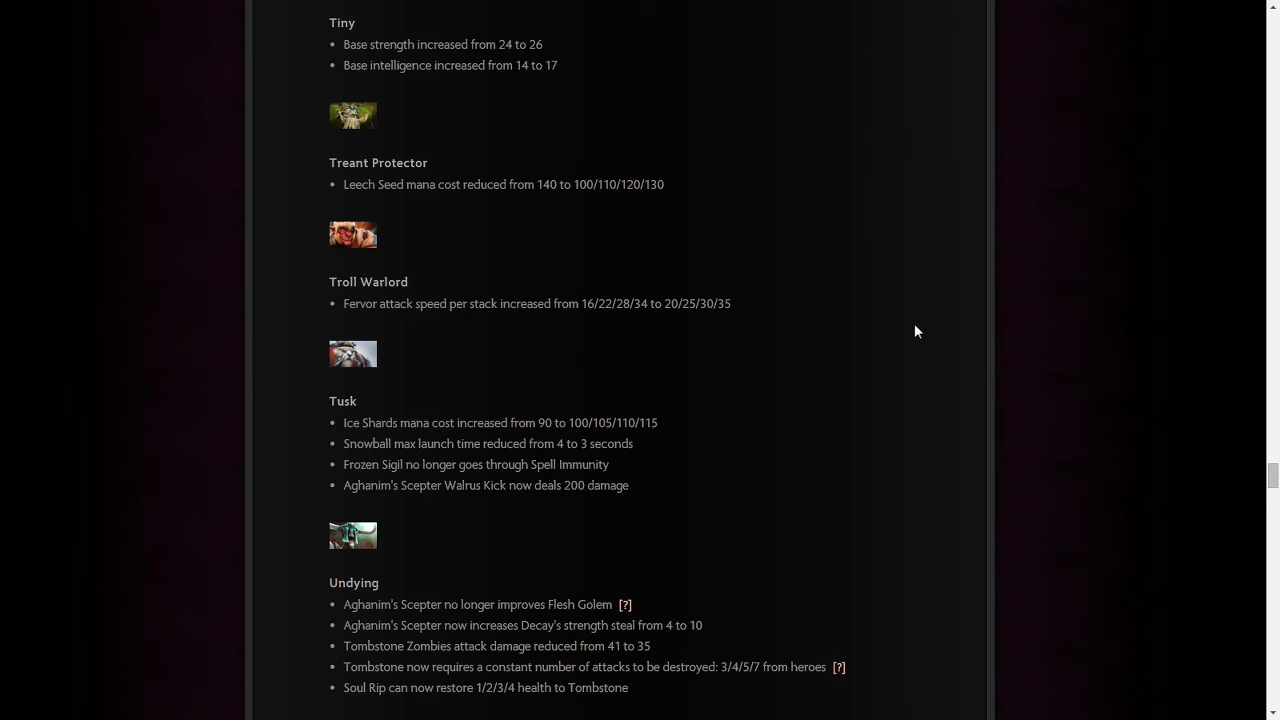 Tiny
• Base strength increased from 24 to 26
• Base intelligence increased from 14 to 17
Treant Protector
• Leech Seed mana cost reduced from 140 to 100/110/120/130
Troll Warlord
• Fervor attack speed per stack increased from 16/22/28/34 to 20/25/30/35
Tusk
• Ice Shards mana cost increased from 90 to 100/105/110/115
• Snowball max launch time reduced from 4 to 3 seconds
• Frozen Sigil no longer goes through Spell Immunity
• Aghanim's Scepter Walrus Kick now deals 200 damage
Undying
• Aghanim's Scepter no longer improves Flesh Golem [?]
• Aghanim's Scepter now increases Decay's strength steal from 4 to 10
• Tombstone Zombies attack damage reduced from 41 to 35
• Tombstone now requires a constant number of attacks to be destroyed: 3/4/5/7 from heroes [?]
• Soul Rip can now restore 1/2/3/4 health to Tombstone